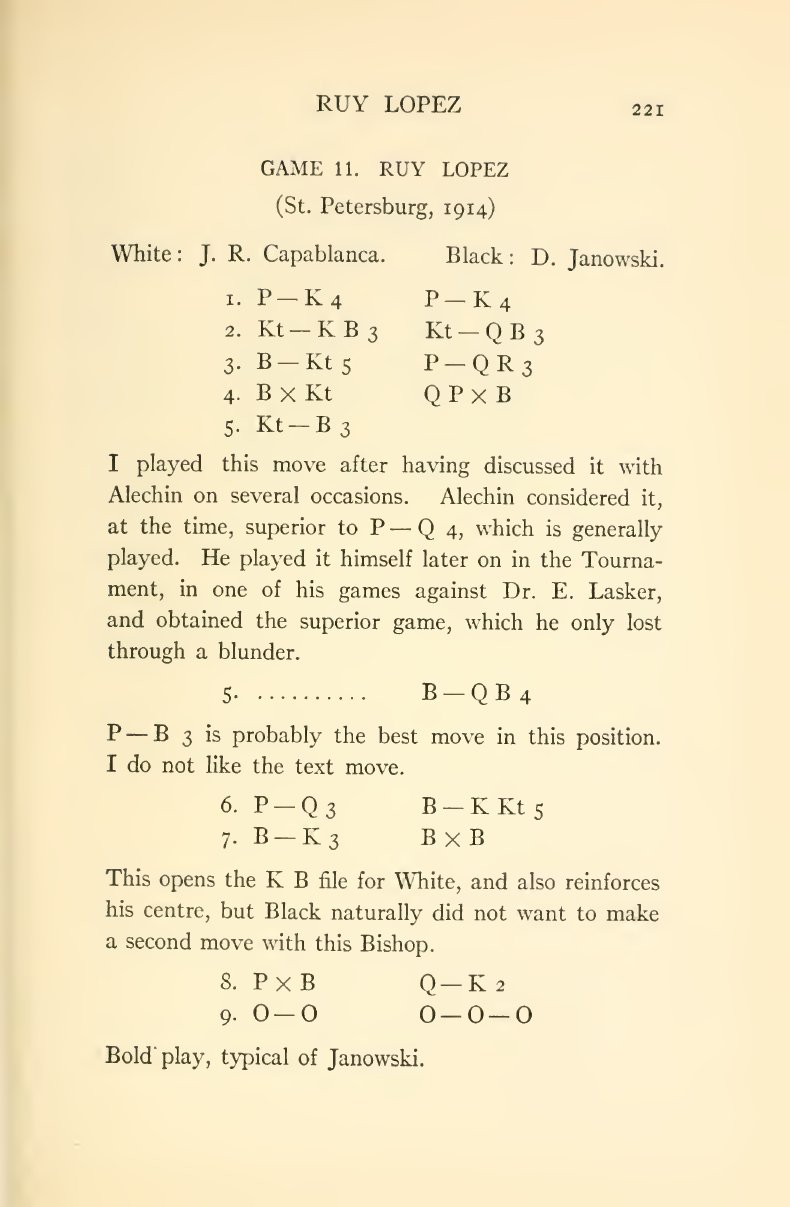 RUY LOPEZ 221
GAME 11. RUY LOPEZ
(St. Petersburg, 1914)
White: J. R. Capablanca. Black: D. Janowski.
1. P—K 4 P—K 4
2. Kt—K B 3 Kt—Q B 3
3. B—Kt 5 P—Q R 3
4. B × Kt Q P × B
5. Kt—B 3
I played this move after having discussed it with
Alechin on several occasions. Alechin considered it,
at the time, superior to P—Q 4, which is generally
played. He played it himself later on in the Tourna-
ment, in one of his games against Dr. E. Lasker,
and obtained the superior game, which he only lost
through a blunder.
5. .......... B—Q B 4
P—B 3 is probably the best move in this position.
I do not like the text move.
6. P—Q 3 B—K Kt 5
7. B—K 3 B × B
This opens the K B file for White, and also reinforces
his centre, but Black naturally did not want to make
a second move with this Bishop.
8. P × B Q—K 2
9. O—O O—O—O
Bold play, typical of Janowski.